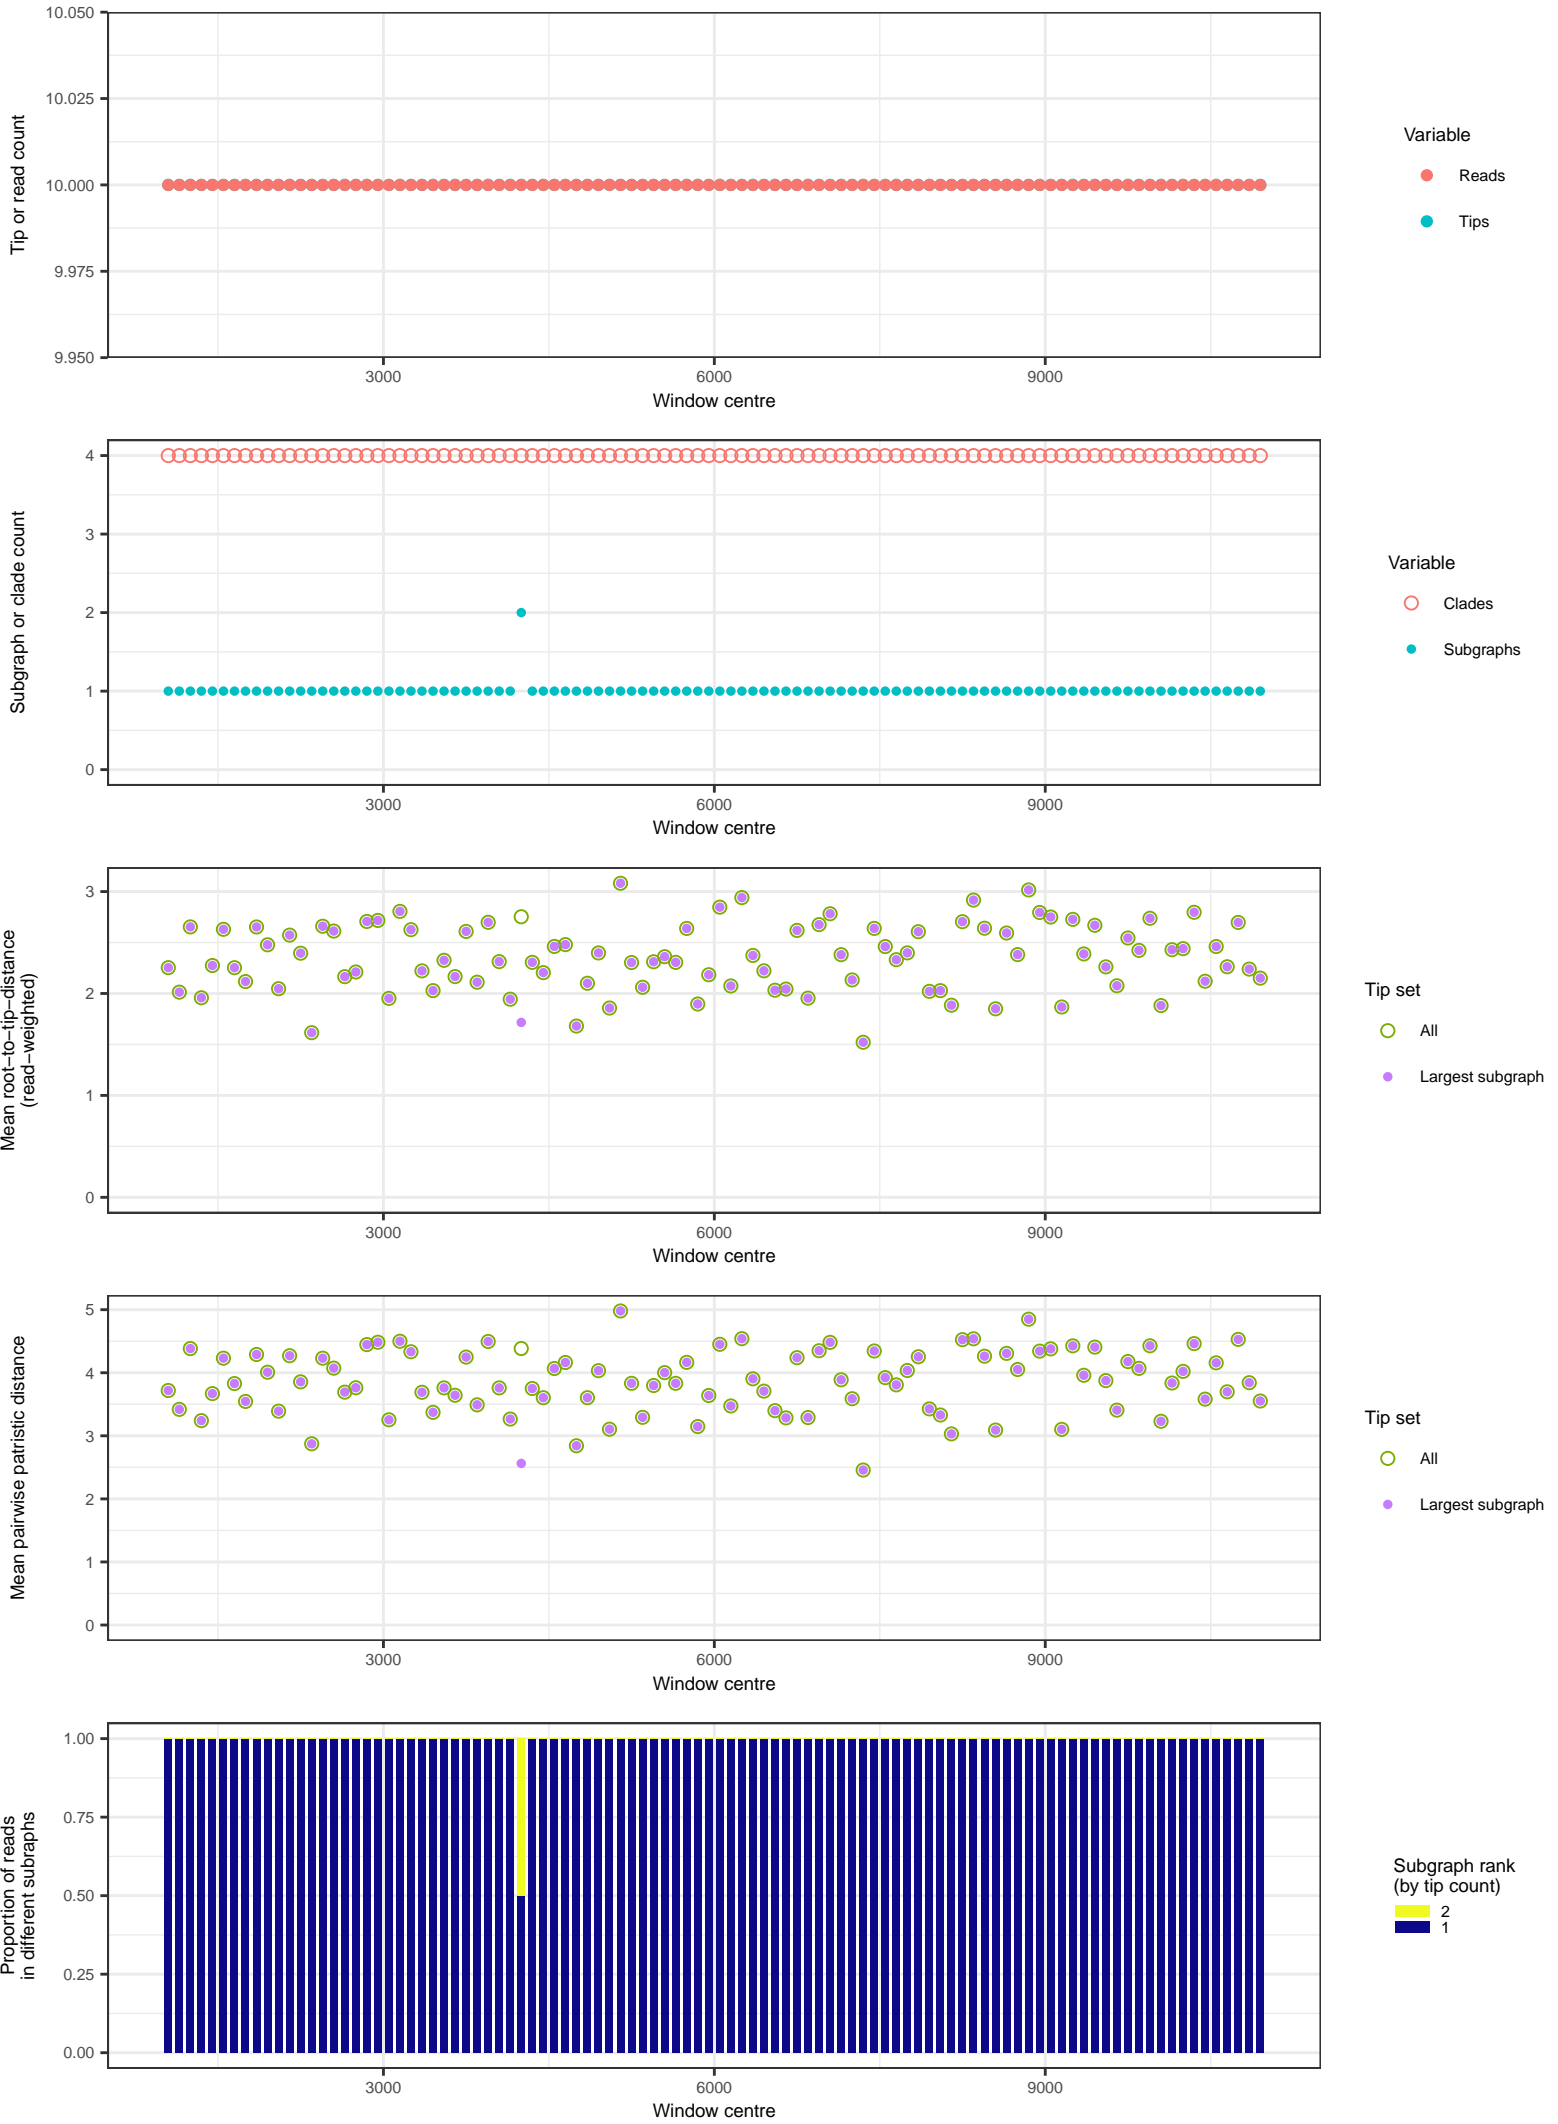 10.050
10.025
10.000
9.975
9.950
Tip or read count
3000
6000
9000
Window centre
Variable
Reads
Tips
4
3
2
1
0
Subgraph or clade count
3000
6000
9000
Window centre
Variable
Clades
Subgraphs
3
2
1
0
Mean root−to−tip−distance
(read−weighted)
3000
6000
9000
Window centre
Tip set
All
Largest subgraph
5
4
3
2
1
0
Mean pairwise patristic distance
3000
6000
9000
Window centre
Tip set
All
Largest subgraph
1.00
0.75
0.50
0.25
0.00
Proportion of reads
in different subraphs
3000
6000
9000
Window centre
Subgraph rank
(by tip count)
2
1